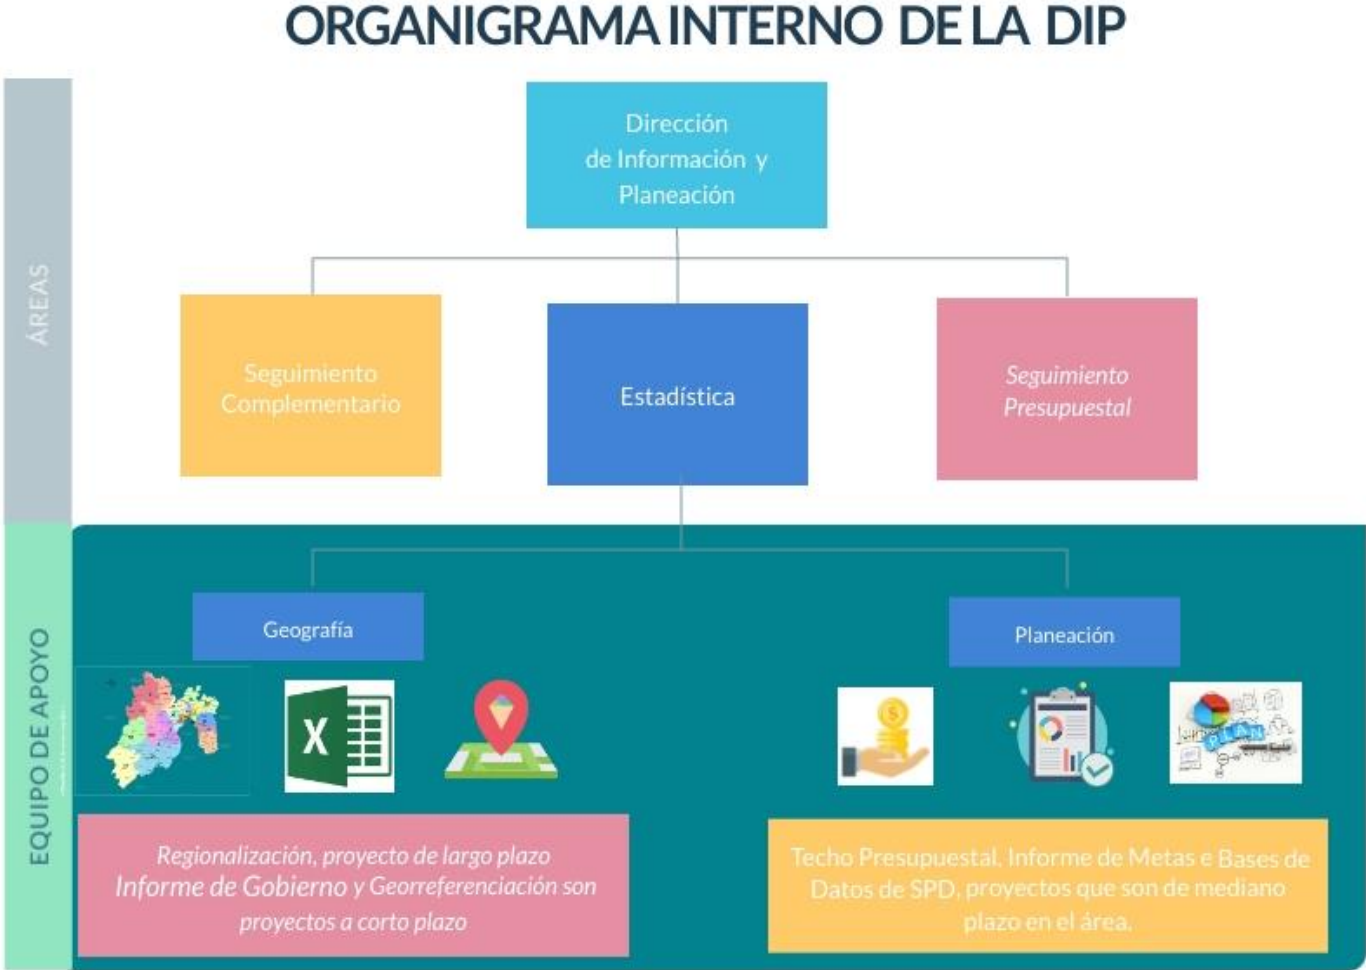 ORGANIGRAMA INTERNO DE LA DIP
ÁREAS
Dirección
de Información y
Planeación
Seguimiento
Complementario
Estadística
Seguimiento
Presupuestal
EQUIPO DE APOYO
Geografía
Planeación
X
$
PLAN
Regionalización, proyecto de largo plazo
Informe de Gobierno y Georreferenciación son
proyectos a corto plazo
Techo Presupuestal. Informe de Metas e Bases de
Datos de SPD, proyectos que son de mediano
plazo en el área.